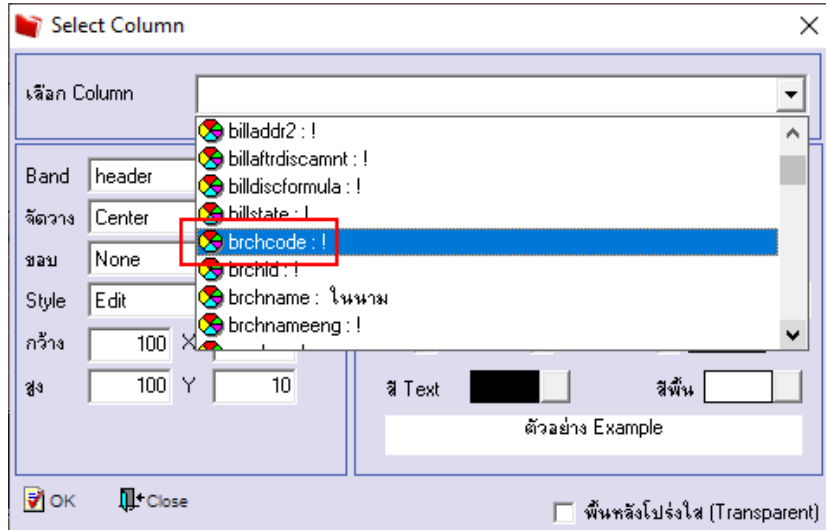 Select Column
เลือก Column
billaddr2 : !
billaftrdiscamnt : !
billdiscformula : !
billstate : !
brchcode : !
brchid : !
brchname : ในนาม
brchnameeng : !
Band header
จัดวาง Center
ขอบ None
Style Edit
กว้าง 100 X
สูง 100 Y 10
สี Text สีพื้น
ตัวอย่าง Example
OK Close พื้นหลังโปร่งใส (Transparent)